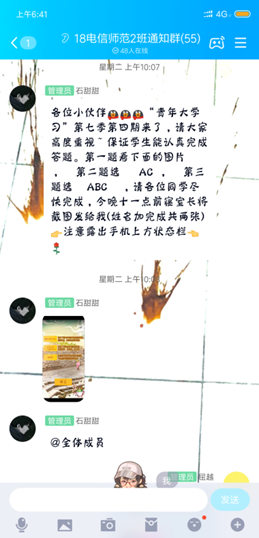 上午6:41
4G
1
18电信师范2班通知群(55)
48人在线
星期二 上午10:07
管理员 石甜甜
各位小伙伴“青年大学
习”第七季第四期来了，请大家
高度重视~保证学生能认真完成
答题。第一题看下面的图片
， 第二题选 AC ， 第三
题选 ABC ，请各位同学尽
快完成，今晚十一点前寝室长将
截图发给我(姓名加完成共两张)
注意露出手机上方状态栏
星期二 上午10:0
管理员 石甜甜
管理员 石甜甜
@全体成员
我
管理员 屈越
发送